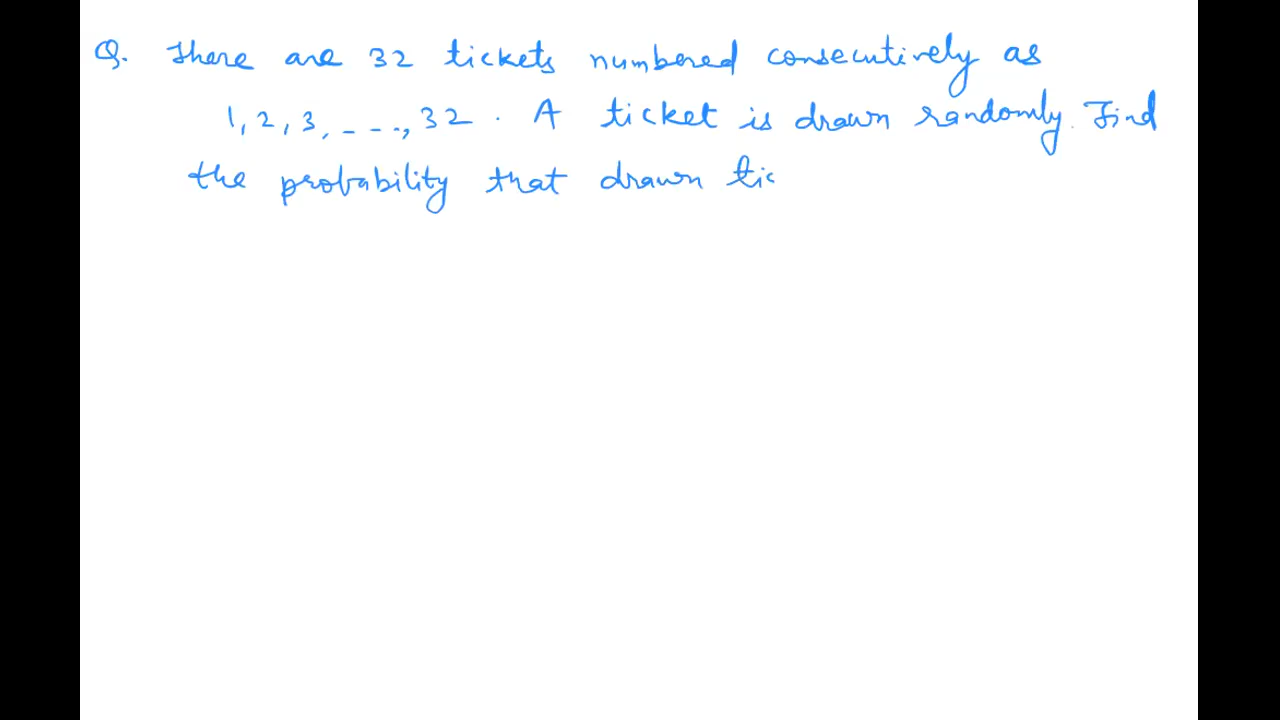 Q. There are 32 tickets numbered consecutively as
1, 2, 3, ---., 32. A ticket is drawn randomly. Find
the probability that drawn tic